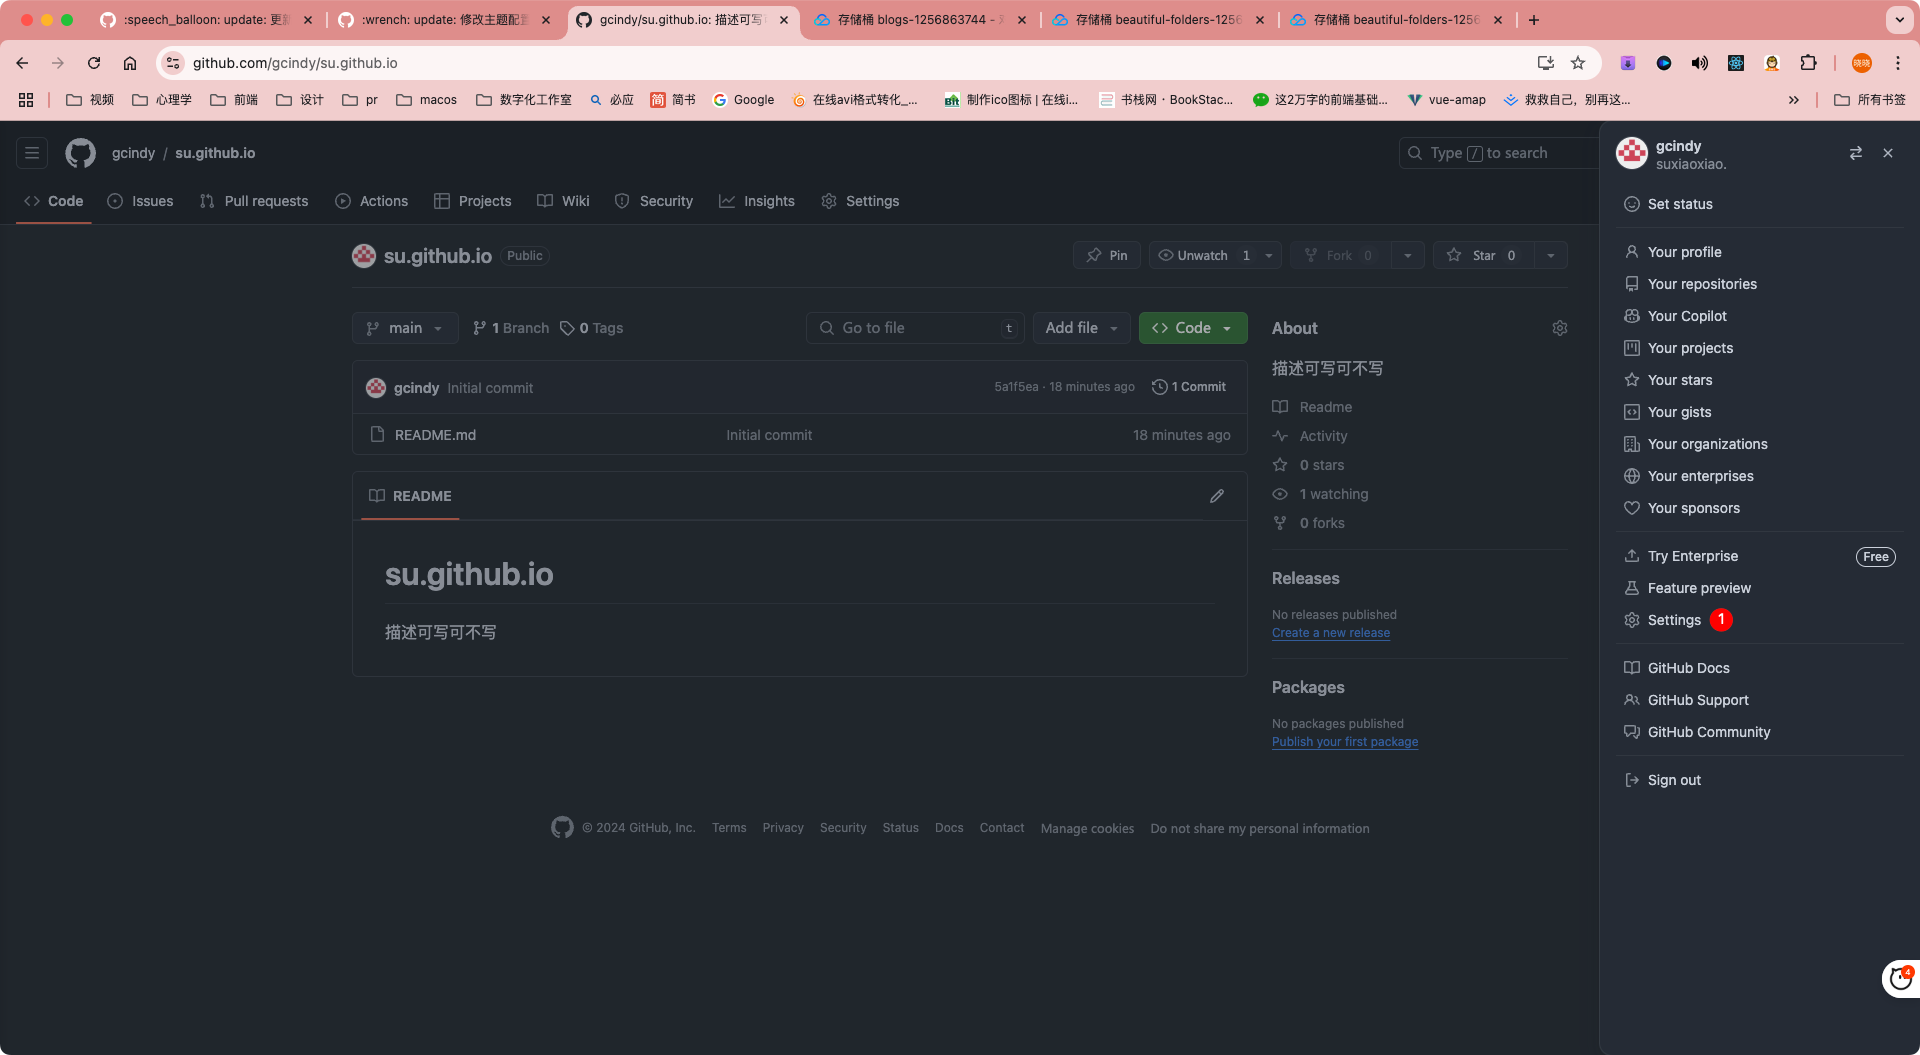 :speech_balloon: update: 更新
:wrench: update: 修改主题配置
gcindy/su.github.io: 描述可写可
存储桶 blogs-1256863744 - 对
存储桶 beautiful-folders-1256
存储桶 beautiful-folders-1256
github.com/gcindy/su.github.io
晓晓
视频
心理学
前端
设计
pr
macos
数字化工作室
必应
简 简书
Google
在线avi格式转化_...
制作ico图标 | 在线i...
书栈网 · BookStac...
这2万字的前端基础...
vue-amap
救救自己，别再这...
所有书签
gcindy / su.github.io
Type / to search
Code
Issues
Pull requests
Actions
Projects
Wiki
Security
Insights
Settings
su.github.io Public
Pin
Unwatch 1
Fork 0
Star 0
main
1 Branch
0 Tags
Go to file t
Add file
Code
gcindy Initial commit
5a1f5ea · 18 minutes ago
1 Commit
README.md
Initial commit
18 minutes ago
README
su.github.io
描述可写可不写
About
描述可写可不写
Readme
Activity
0 stars
1 watching
0 forks
Releases
No releases published
Create a new release
Packages
No packages published
Publish your first package
© 2024 GitHub, Inc.
Terms
Privacy
Security
Status
Docs
Contact
Manage cookies
Do not share my personal information
gcindy
suxiaoxiao.
Set status
Your profile
Your repositories
Your Copilot
Your projects
Your stars
Your gists
Your organizations
Your enterprises
Your sponsors
Try Enterprise Free
Feature preview
Settings 1
GitHub Docs
GitHub Support
GitHub Community
Sign out
4